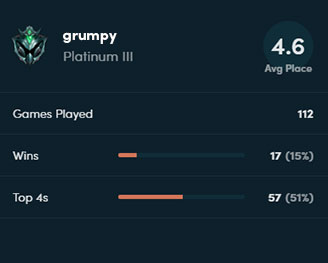 grumpy
Platinum III
4.6
Avg Place
Games Played 112
Wins 17 (15%)
Top 4s 57 (51%)